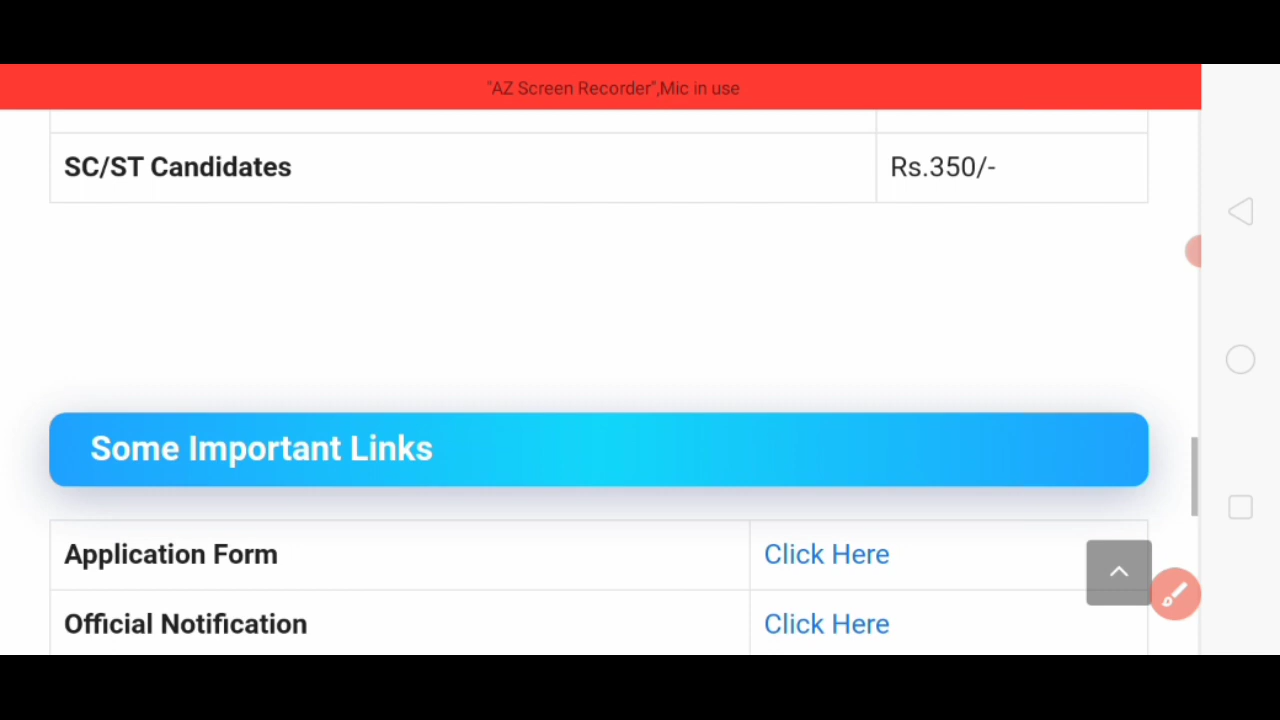 "AZ Screen Recorder",Mic in use
SC/ST Candidates Rs.350/-
Some Important Links
Application Form Click Here
Official Notification Click Here